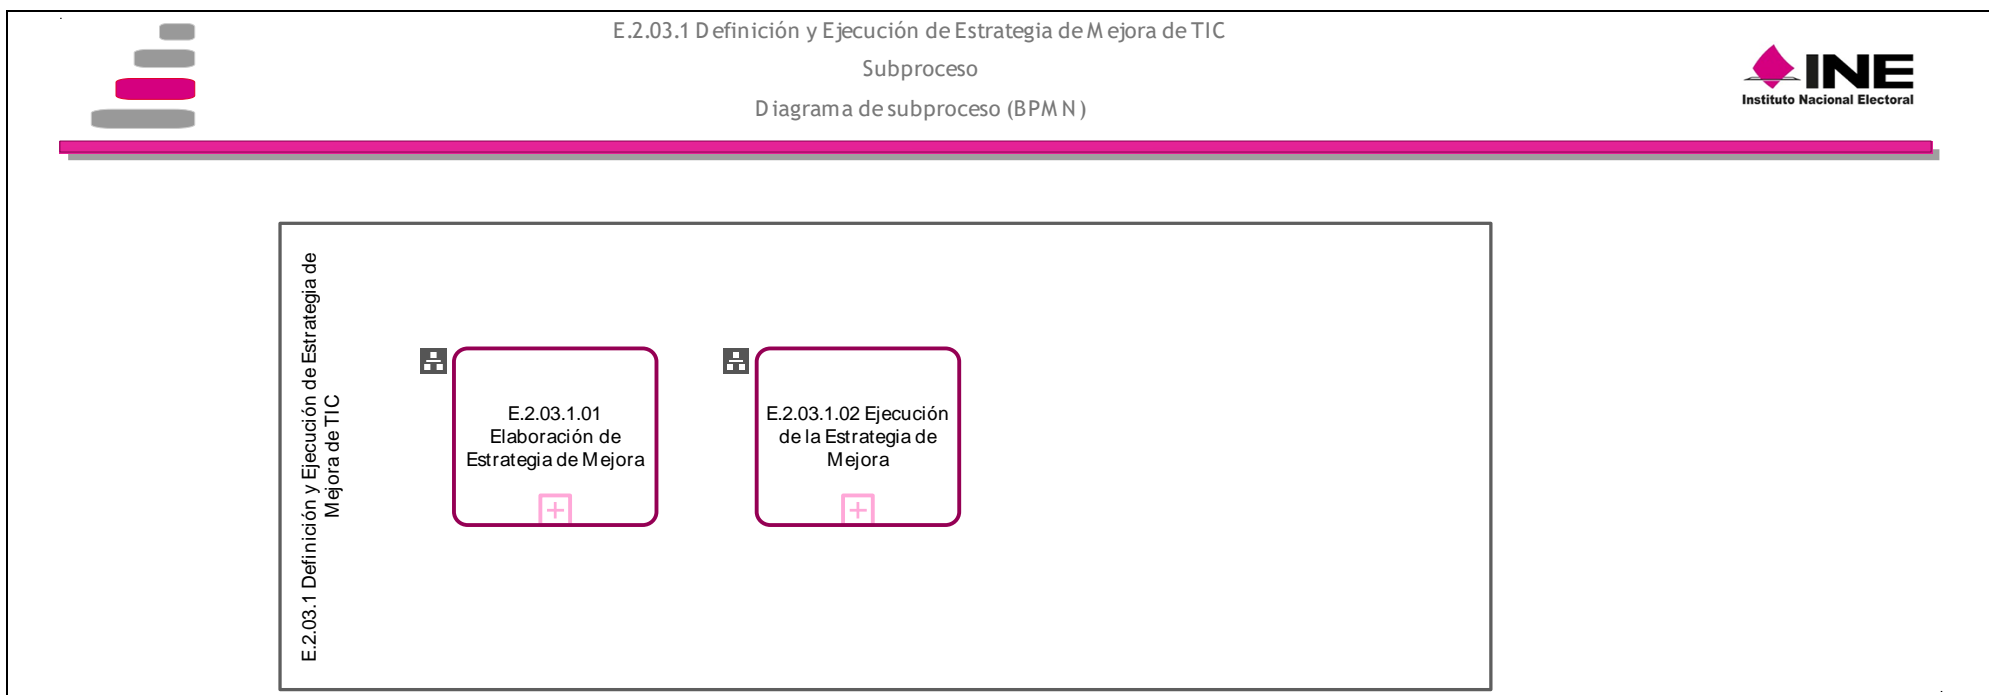 E.2.03.1 Definición y Ejecución de Estrategia de Mejora de TIC
Subproceso
Diagrama de subproceso (BPMN)
INE
Instituto Nacional Electoral
E.2.03.1 Definición y Ejecución de Estrategia de
Mejora de TIC
E.2.03.1.01
Elaboración de
Estrategia de Mejora
E.2.03.1.02 Ejecución
de la Estrategia de
Mejora